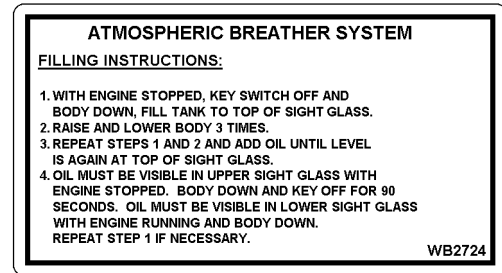 ATMOSPHERIC BREATHER SYSTEM
FILLING INSTRUCTIONS:
1. WITH ENGINE STOPPED, KEY SWITCH OFF AND
BODY DOWN, FILL TANK TO TOP OF SIGHT GLASS.
2. RAISE AND LOWER BODY 3 TIMES.
3. REPEAT STEPS 1 AND 2 AND ADD OIL UNTIL LEVEL
IS AGAIN AT TOP OF SIGHT GLASS.
4. OIL MUST BE VISIBLE IN UPPER SIGHT GLASS WITH
ENGINE STOPPED. BODY DOWN AND KEY OFF FOR 90
SECONDS. OIL MUST BE VISIBLE IN LOWER SIGHT GLASS
WITH ENGINE RUNNING AND BODY DOWN.
REPEAT STEP 1 IF NECESSARY.
WB2724